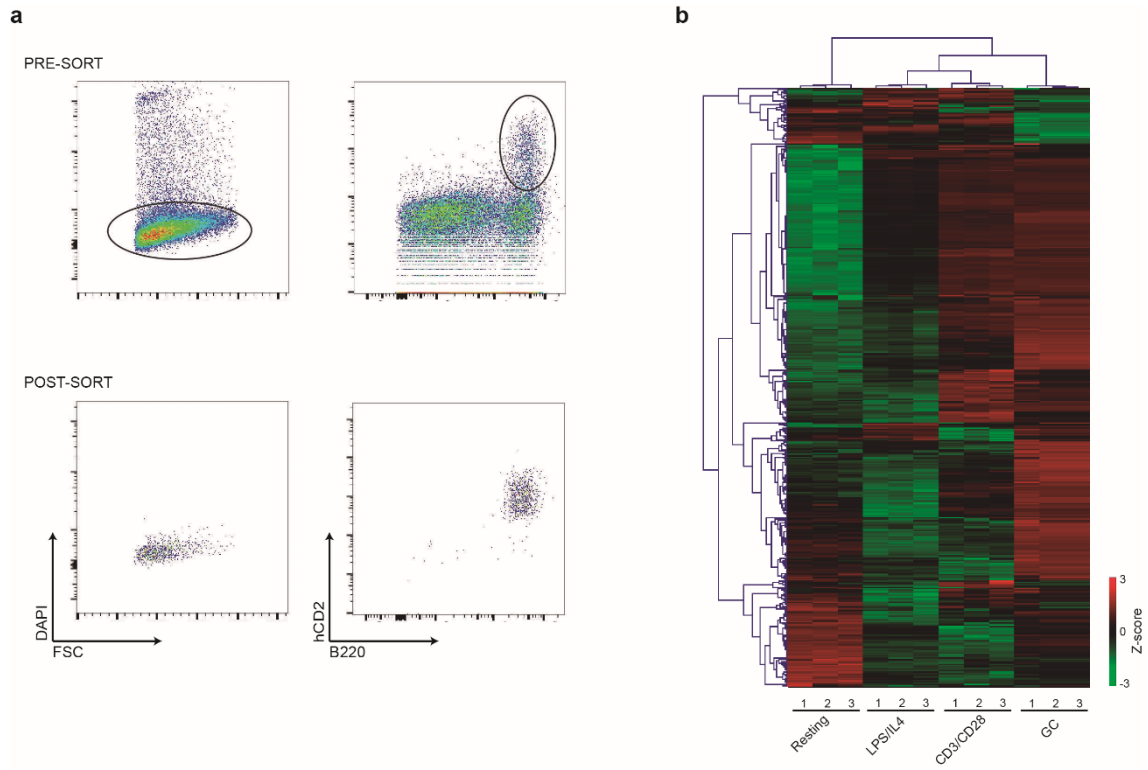 a
PRE-SORT
POST-SORT
DAPI
FSC
hCD2
B220
b
3
0
-3
Z-score
1 2 3 1 2 3 1 2 3 1 2 3
Resting LPS/IL4 CD3/CD28 GC